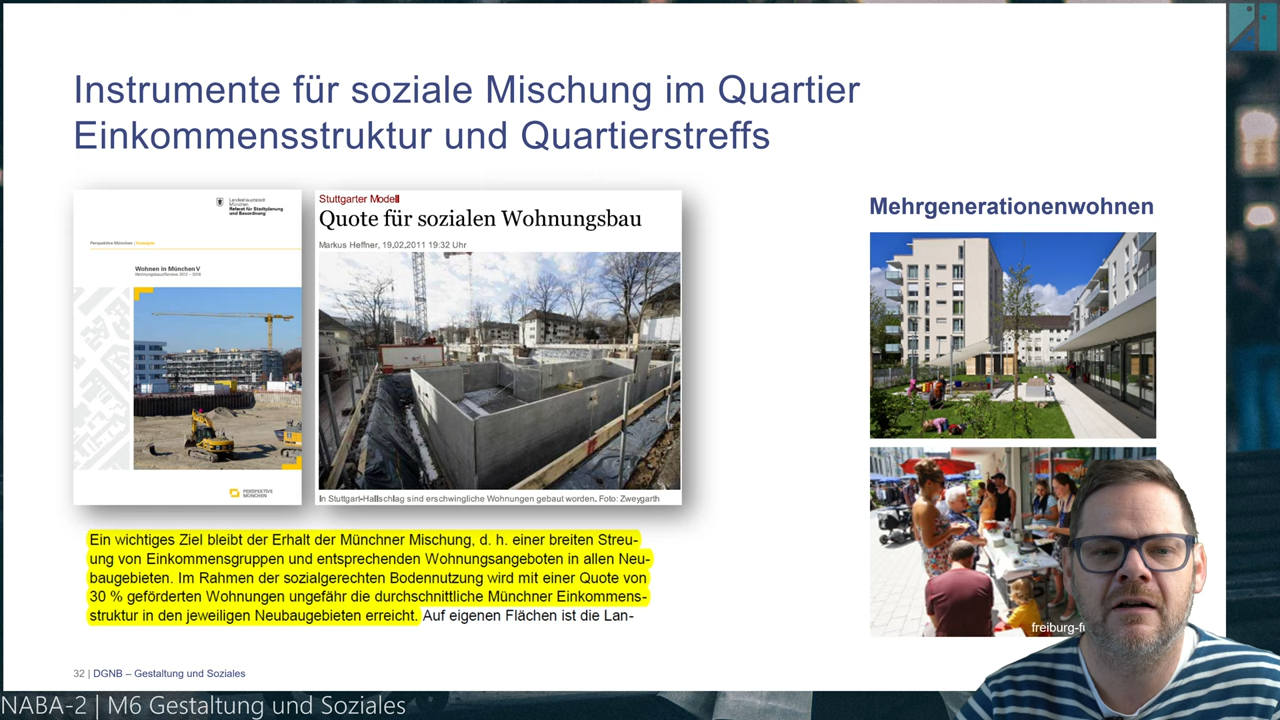 Instrumente für soziale Mischung im Quartier
Einkommensstruktur und Quartierstreffs
Landeshauptstadt
München
Referat für Stadtplanung
und Bauordnung
Perspektive München | Konzepte
Wohnen in München V
Wohnungsbauoffensive 2012 – 2016
PERSPEKTIVE
MÜNCHEN
Stuttgarter Modell
Quote für sozialen Wohnungsbau
Markus Heffner, 19.02.2011 19:32 Uhr
In Stuttgart-Hallschlag sind erschwingliche Wohnungen gebaut worden. Foto: Zweygarth
Mehrgenerationenwohnen
Ein wichtiges Ziel bleibt der Erhalt der Münchner Mischung, d. h. einer breiten Streu-
ung von Einkommensgruppen und entsprechenden Wohnungsangeboten in allen Neu-
baugebieten. Im Rahmen der sozialgerechten Bodennutzung wird mit einer Quote von
30 % geförderten Wohnungen ungefähr die durchschnittliche Münchner Einkommens-
struktur in den jeweiligen Neubaugebieten erreicht. Auf eigenen Flächen ist die Lan-
32 | DGNB – Gestaltung und Soziales
NABA-2 | M6 Gestaltung und Soziales